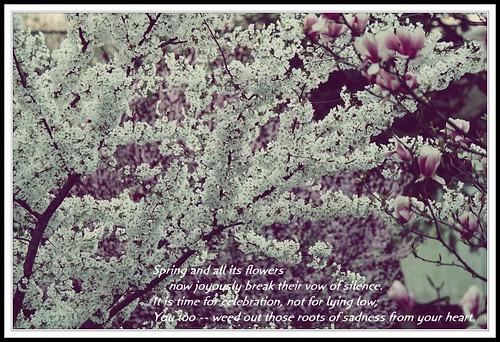 Spring and all its flowers
now joyously break their vow of silence.
It is time for celebration, not for lying low;
You too -- weed out those roots of sadness from your heart.